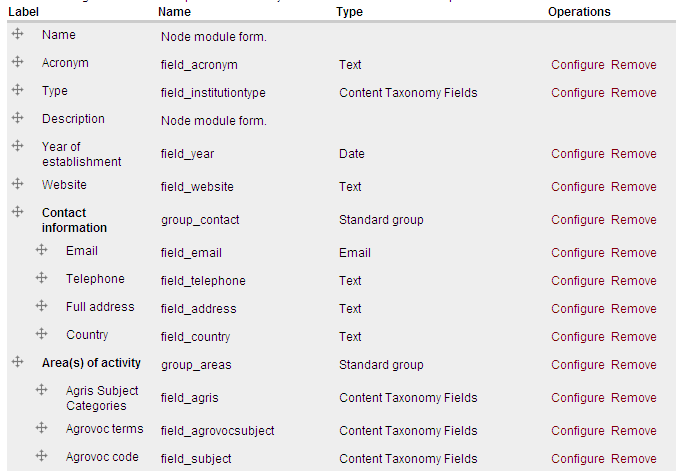 Label Name Type Operations
Name Node module form.
Acronym field_acronym Text Configure Remove
Type field_institutiontype Content Taxonomy Fields Configure Remove
Description Node module form.
Year of
establishment field_year Date Configure Remove
Website field_website Text Configure Remove
Contact
information group_contact Standard group Configure Remove
Email field_email Email Configure Remove
Telephone field_telephone Text Configure Remove
Full address field_address Text Configure Remove
Country field_country Text Configure Remove
Area(s) of activity group_areas Standard group Configure Remove
Agris Subject
Categories field_agris Content Taxonomy Fields Configure Remove
Agrovoc terms field_agrovocsubject Content Taxonomy Fields Configure Remove
Agrovoc code field_subject Content Taxonomy Fields Configure Remove